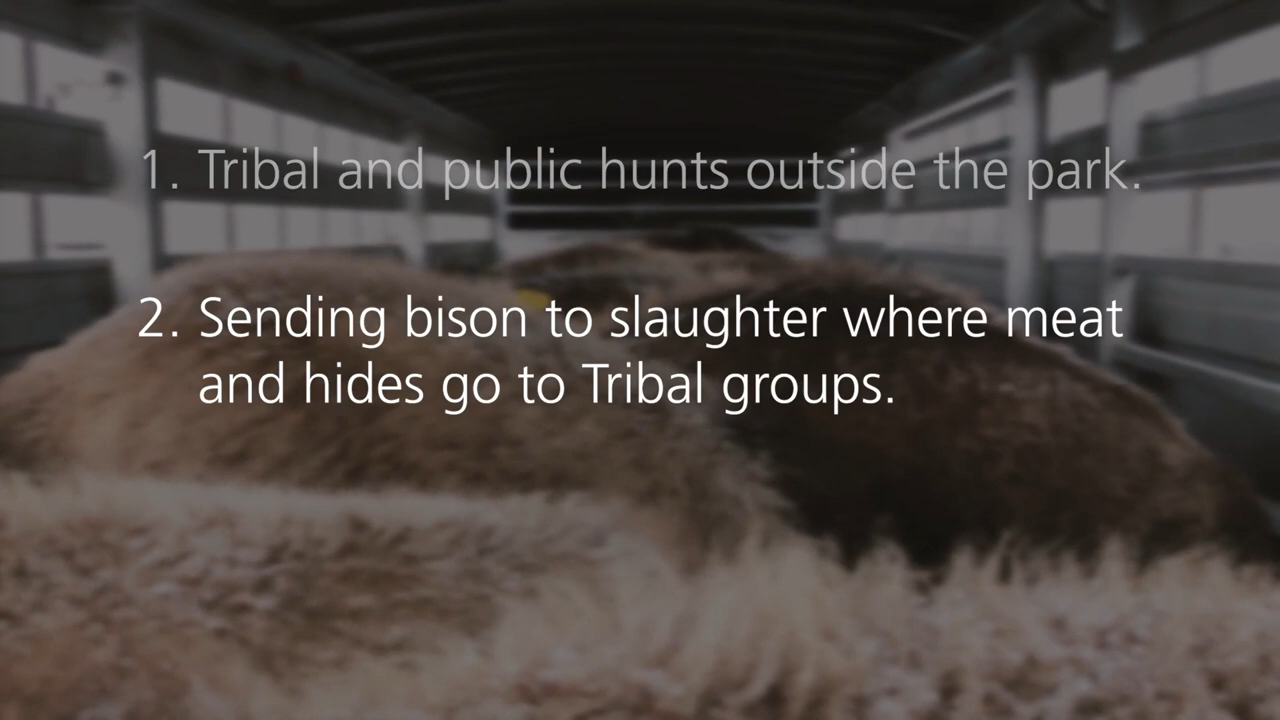 1. Tribal and public hunts outside the park.
2. Sending bison to slaughter where meat
and hides go to Tribal groups.